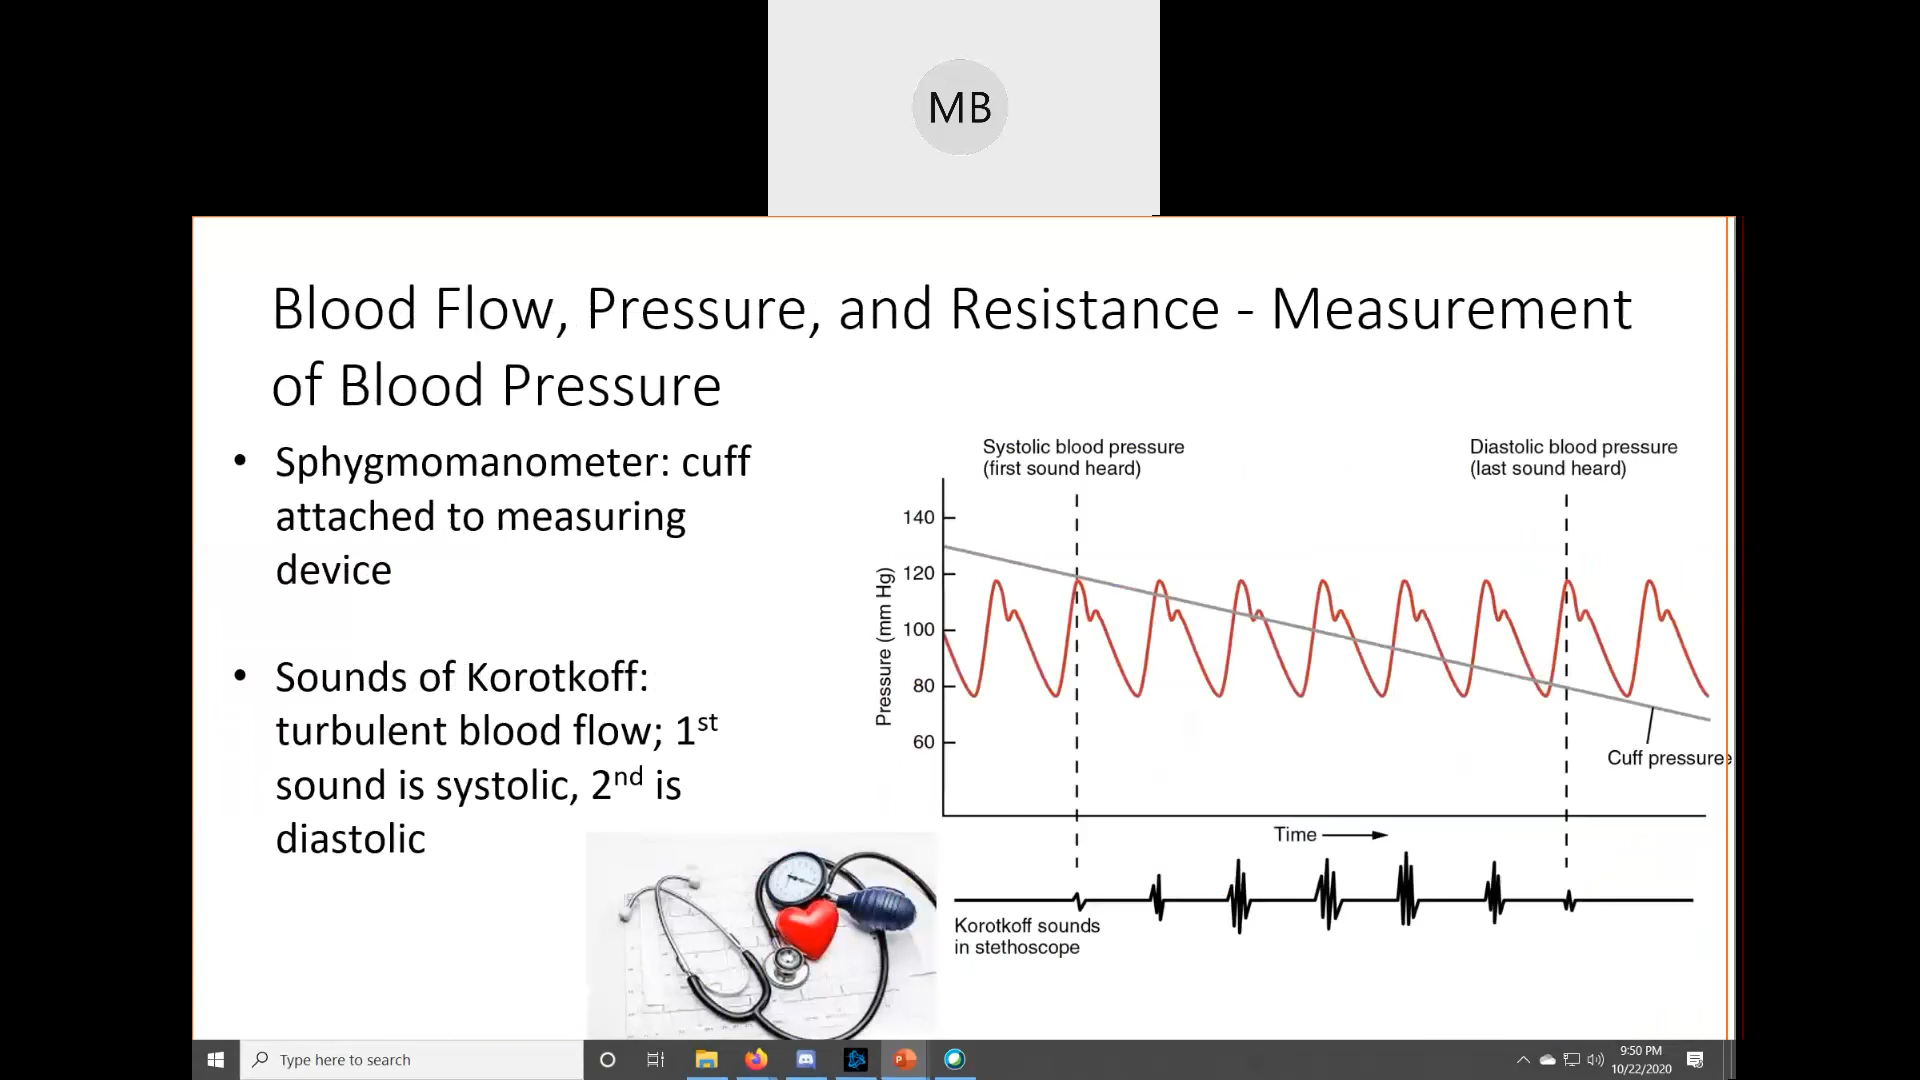 MB
Blood Flow, Pressure, and Resistance - Measurement
of Blood Pressure
• Sphygmomanometer: cuff
attached to measuring
device
• Sounds of Korotkoff:
turbulent blood flow; 1st
sound is systolic, 2nd is
diastolic
Systolic blood pressure
(first sound heard)
Diastolic blood pressure
(last sound heard)
Pressure (mm Hg)
140
120
100
80
60
Cuff pressure
Time
Korotkoff sounds
in stethoscope
Type here to search
9:50 PM
10/22/2020